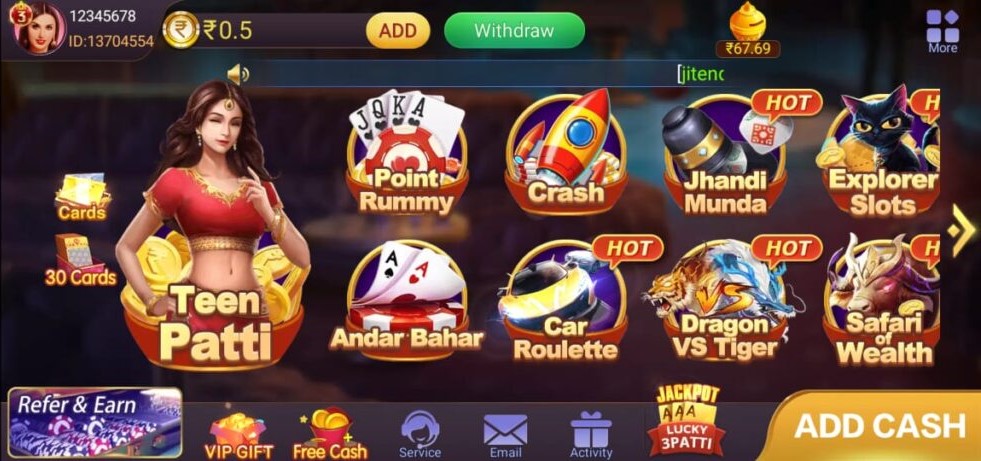 3
12345678
ID:13704554
₹0.5
ADD
Withdraw
₹67.69
More
[jitend
J Q K A
Point
Rummy
Crash
HOT
Jhandi
Munda
H
Explorer
Slots
Cards
30 Cards
Teen
Patti
A A
Andar Bahar
HOT
Car
Roulette
HOT
VS
Dragon
VS Tiger
H
Safari
of
Wealth
Refer & Earn
VIP GIFT
Free Cash
Service
Email
Activity
JACKPOT
AAA
LUCKY
3PATTI
ADD CASH